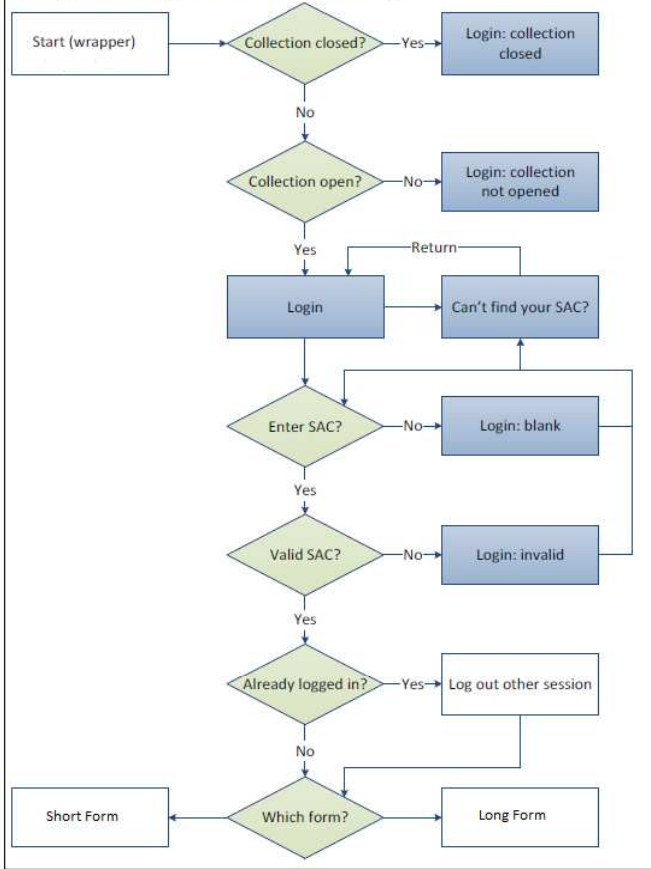 Start (wrapper)
Collection closed?
Yes
Login: collection
closed
No
Collection open?
No
Login: collection
not opened
Yes
Return
Login
Can't find your SAC?
Enter SAC?
No
Login: blank
Yes
Valid SAC?
No
Login: invalid
Yes
Already logged in?
Yes
Log out other session
No
Short Form
Which form?
Long Form